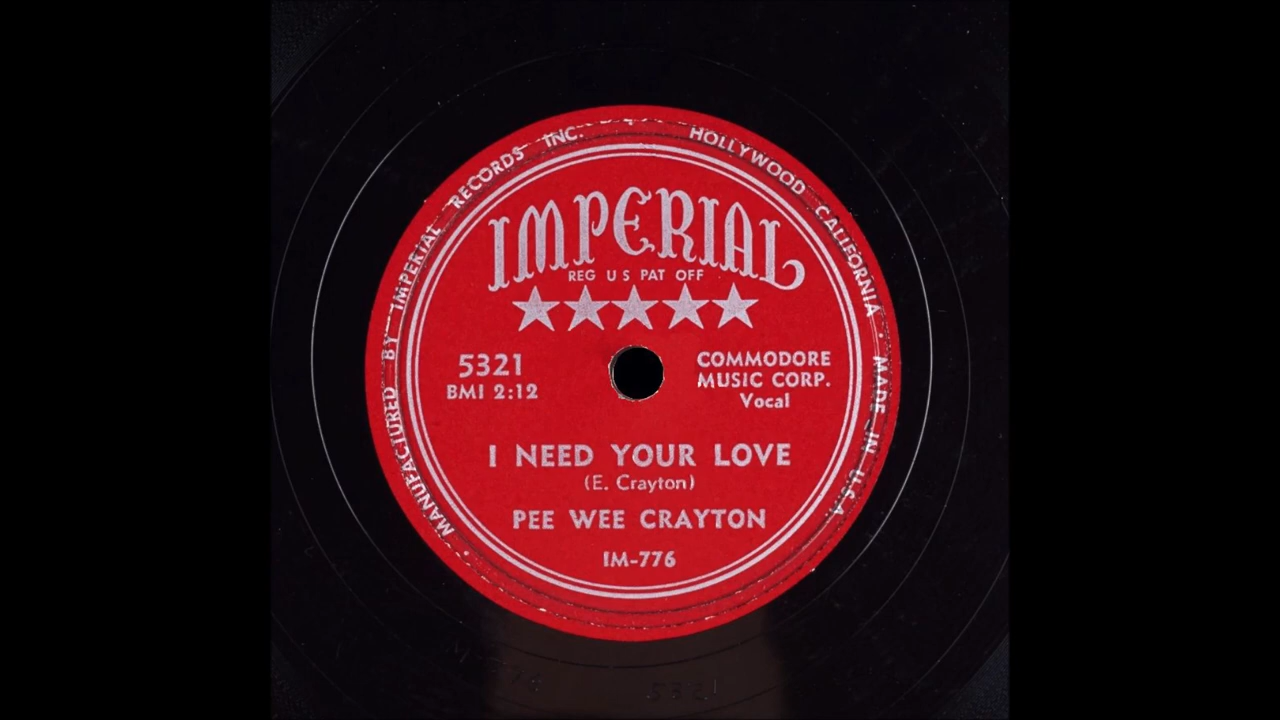 MANUFACTURED BY IMPERIAL RECORDS INC. HOLLYWOOD CALIFORNIA · MADE IN U.S.A.
IMPERIAL
REG U S PAT OFF
5321
BMI 2:12
COMMODORE
MUSIC CORP.
Vocal
I NEED YOUR LOVE
(E. Crayton)
PEE WEE CRAYTON
IM-776
5321